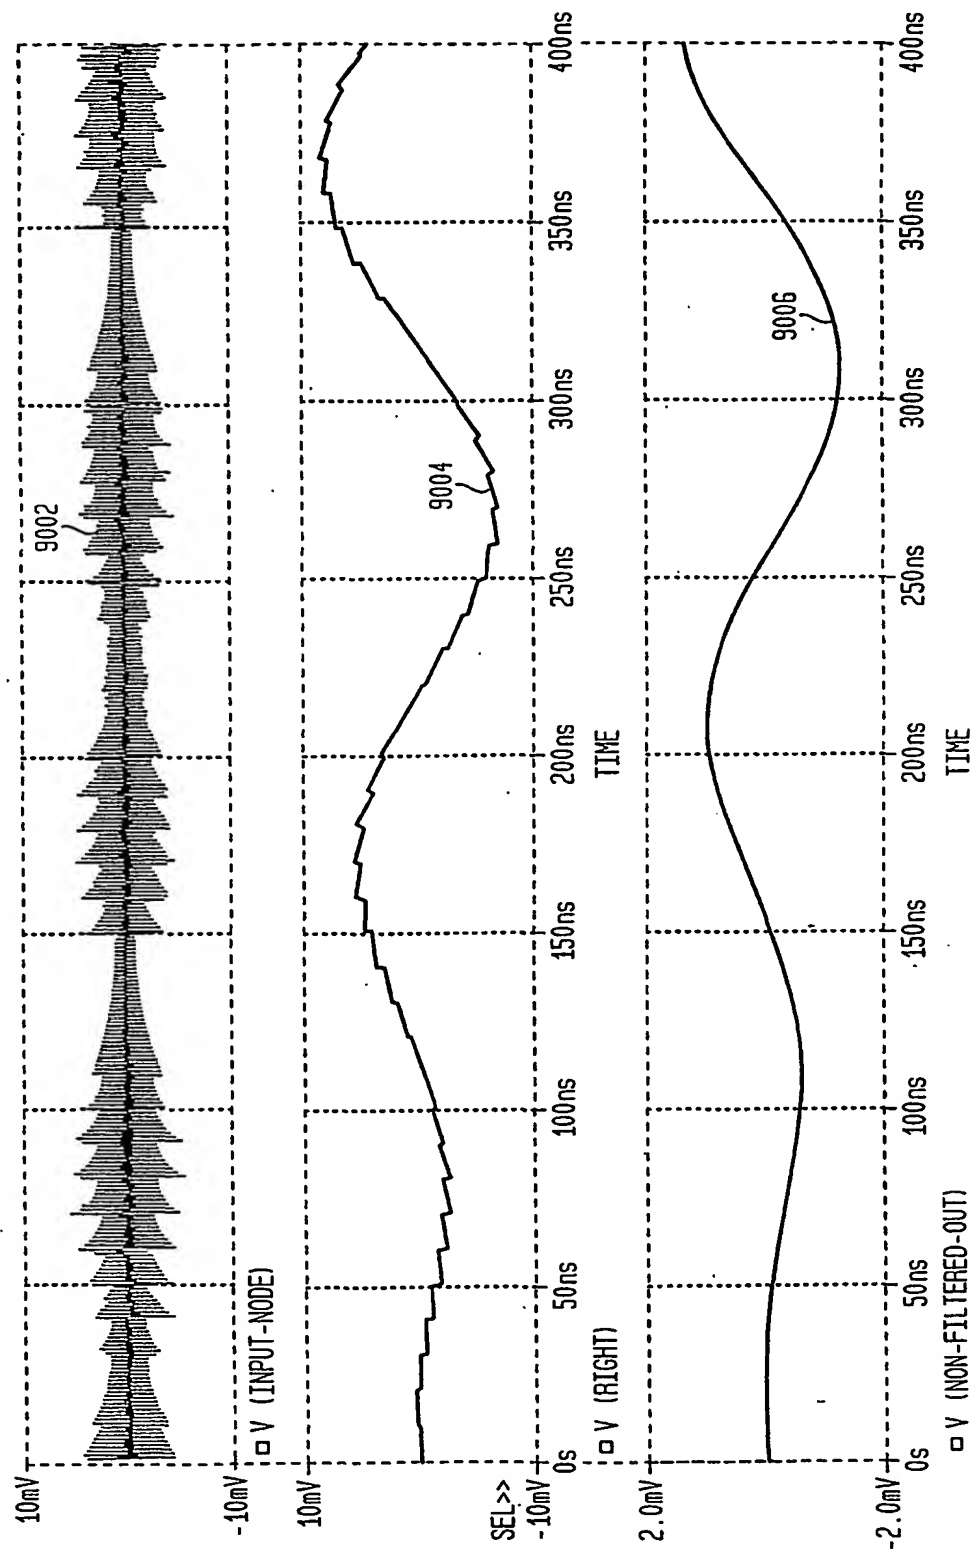 10mV
9002
-10mV
□ V (INPUT-NODE)
10mV
9004
SEL>>
-10mV
0s 50ns 100ns 150ns 200ns 250ns 300ns 350ns 400ns
TIME
□ V (RIGHT)
2.0mV
9006
-2.0mV
0s 50ns 100ns 150ns 200ns 250ns 300ns 350ns 400ns
TIME
□ V (NON-FILTERED-OUT)